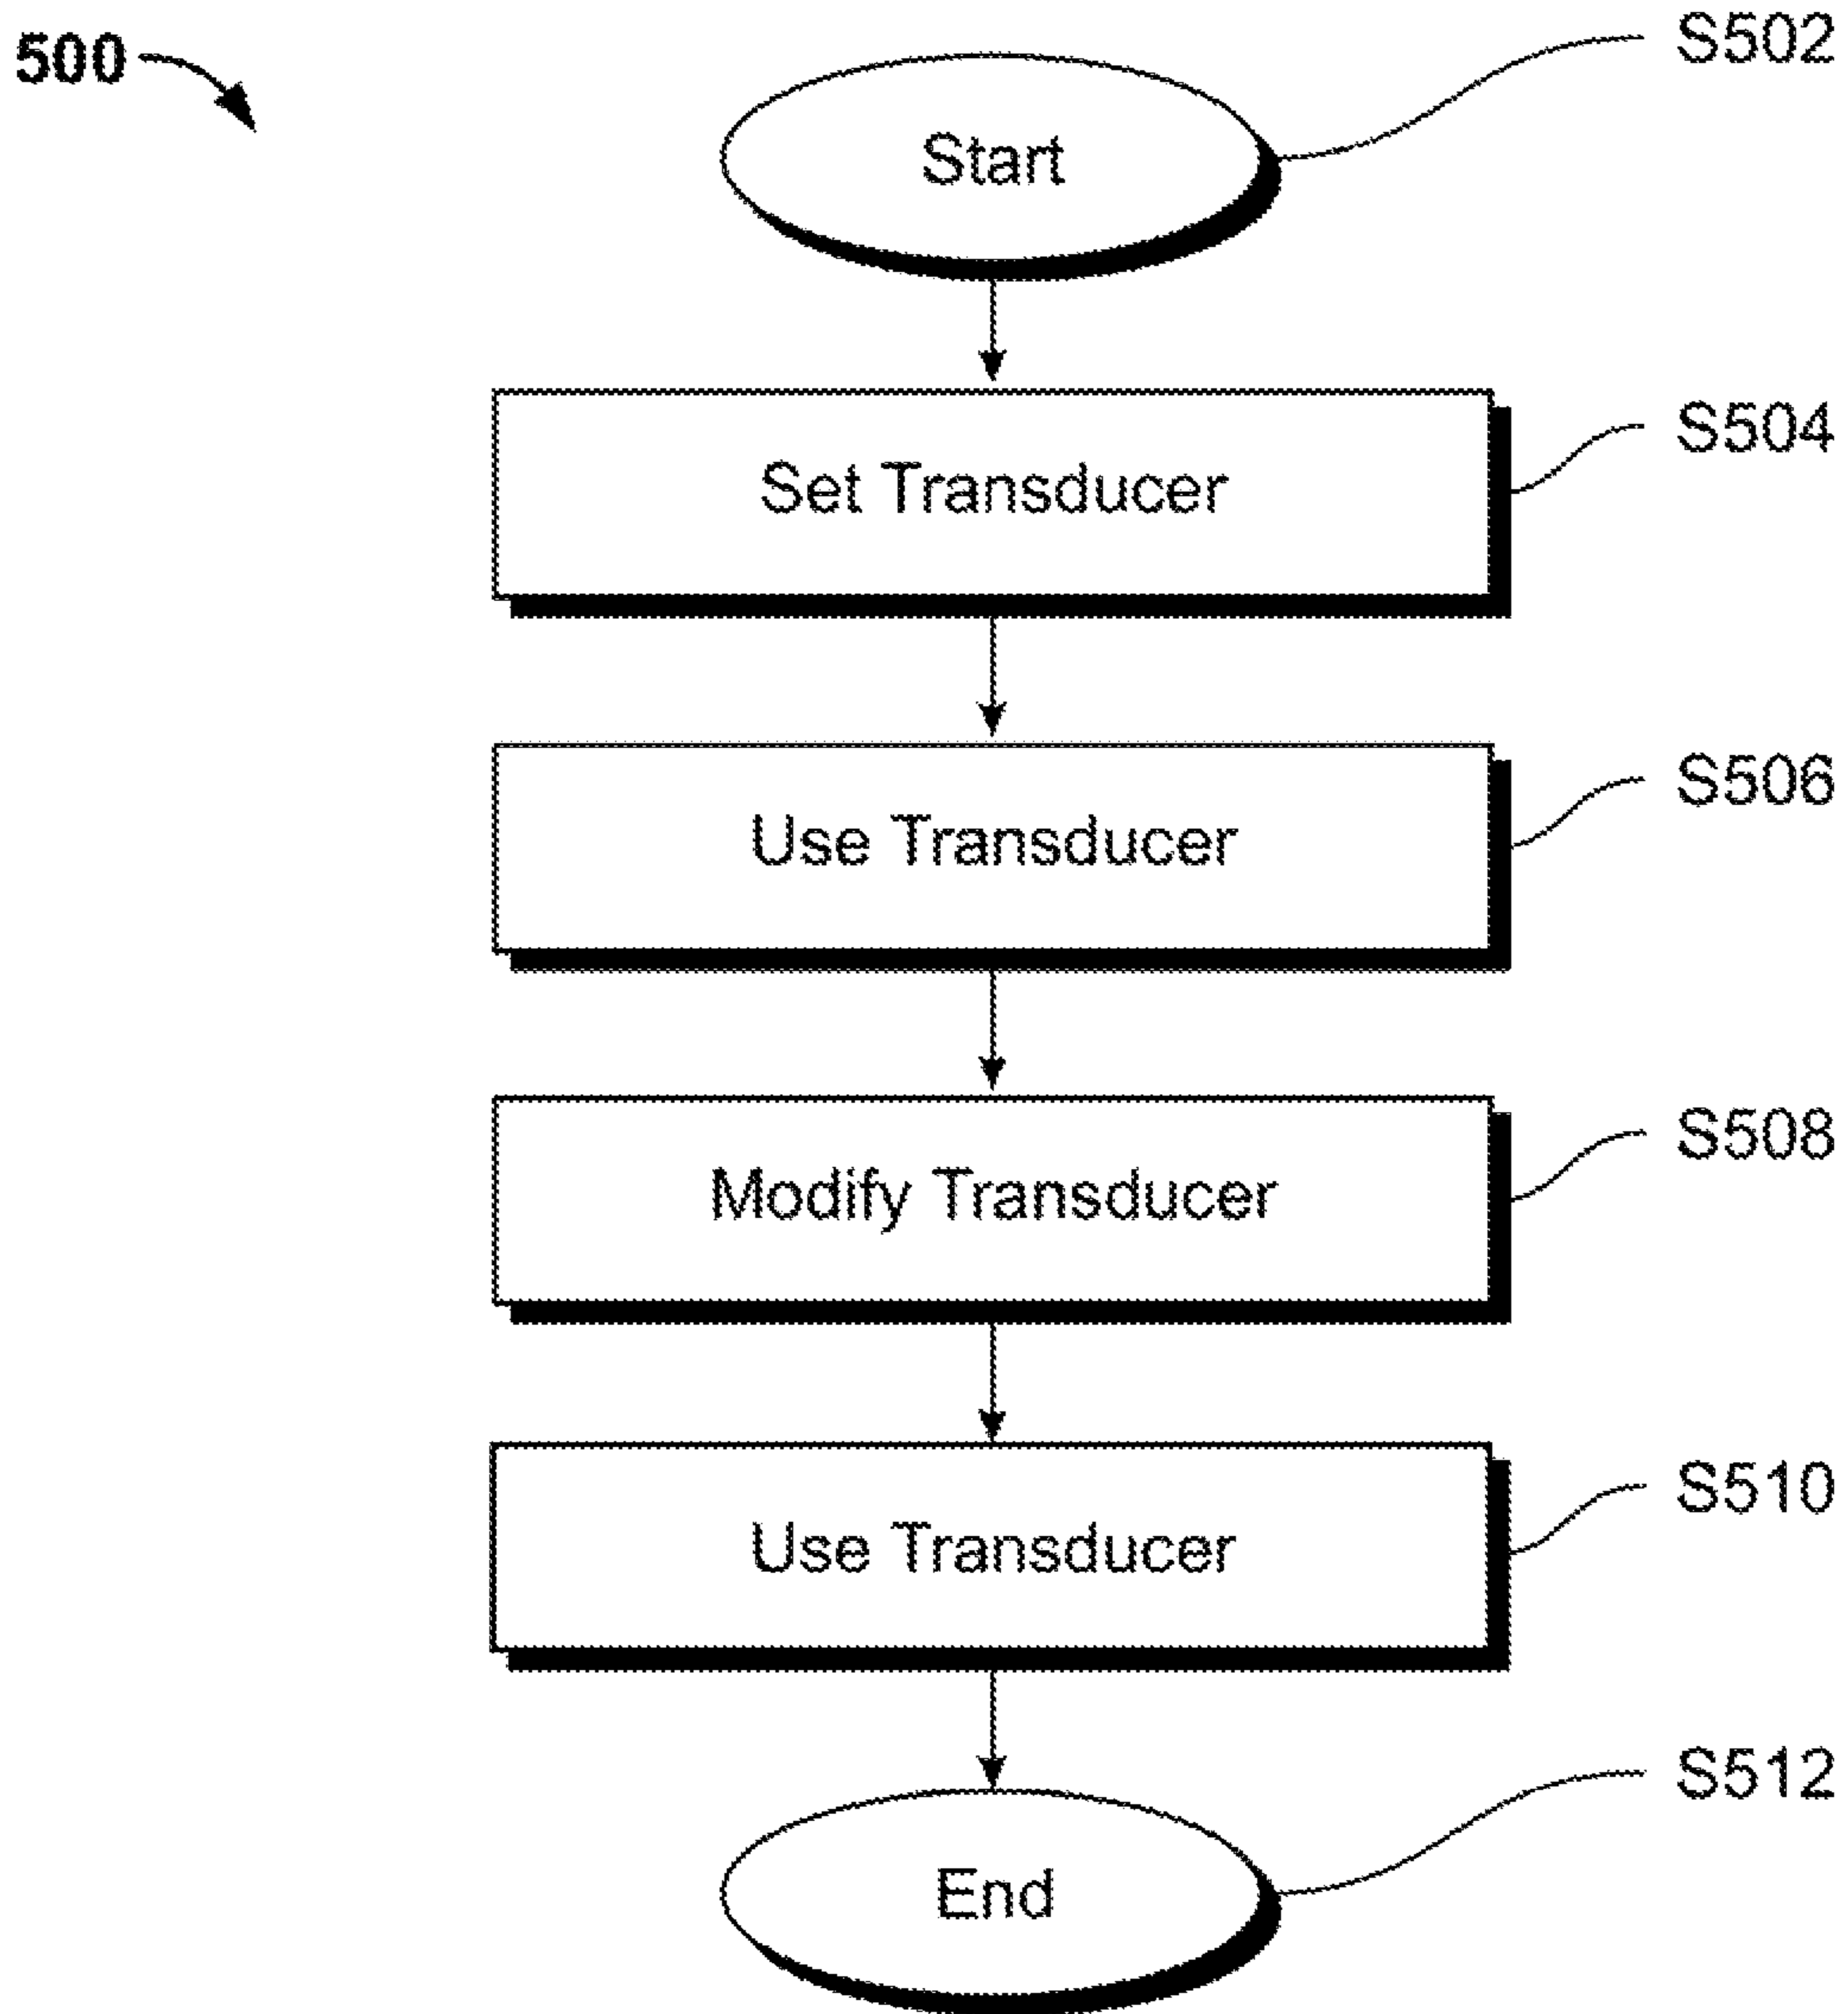 500
S502
Start
S504
Set Transducer
S506
Use Transducer
S508
Modify Transducer
S510
Use Transducer
S512
End